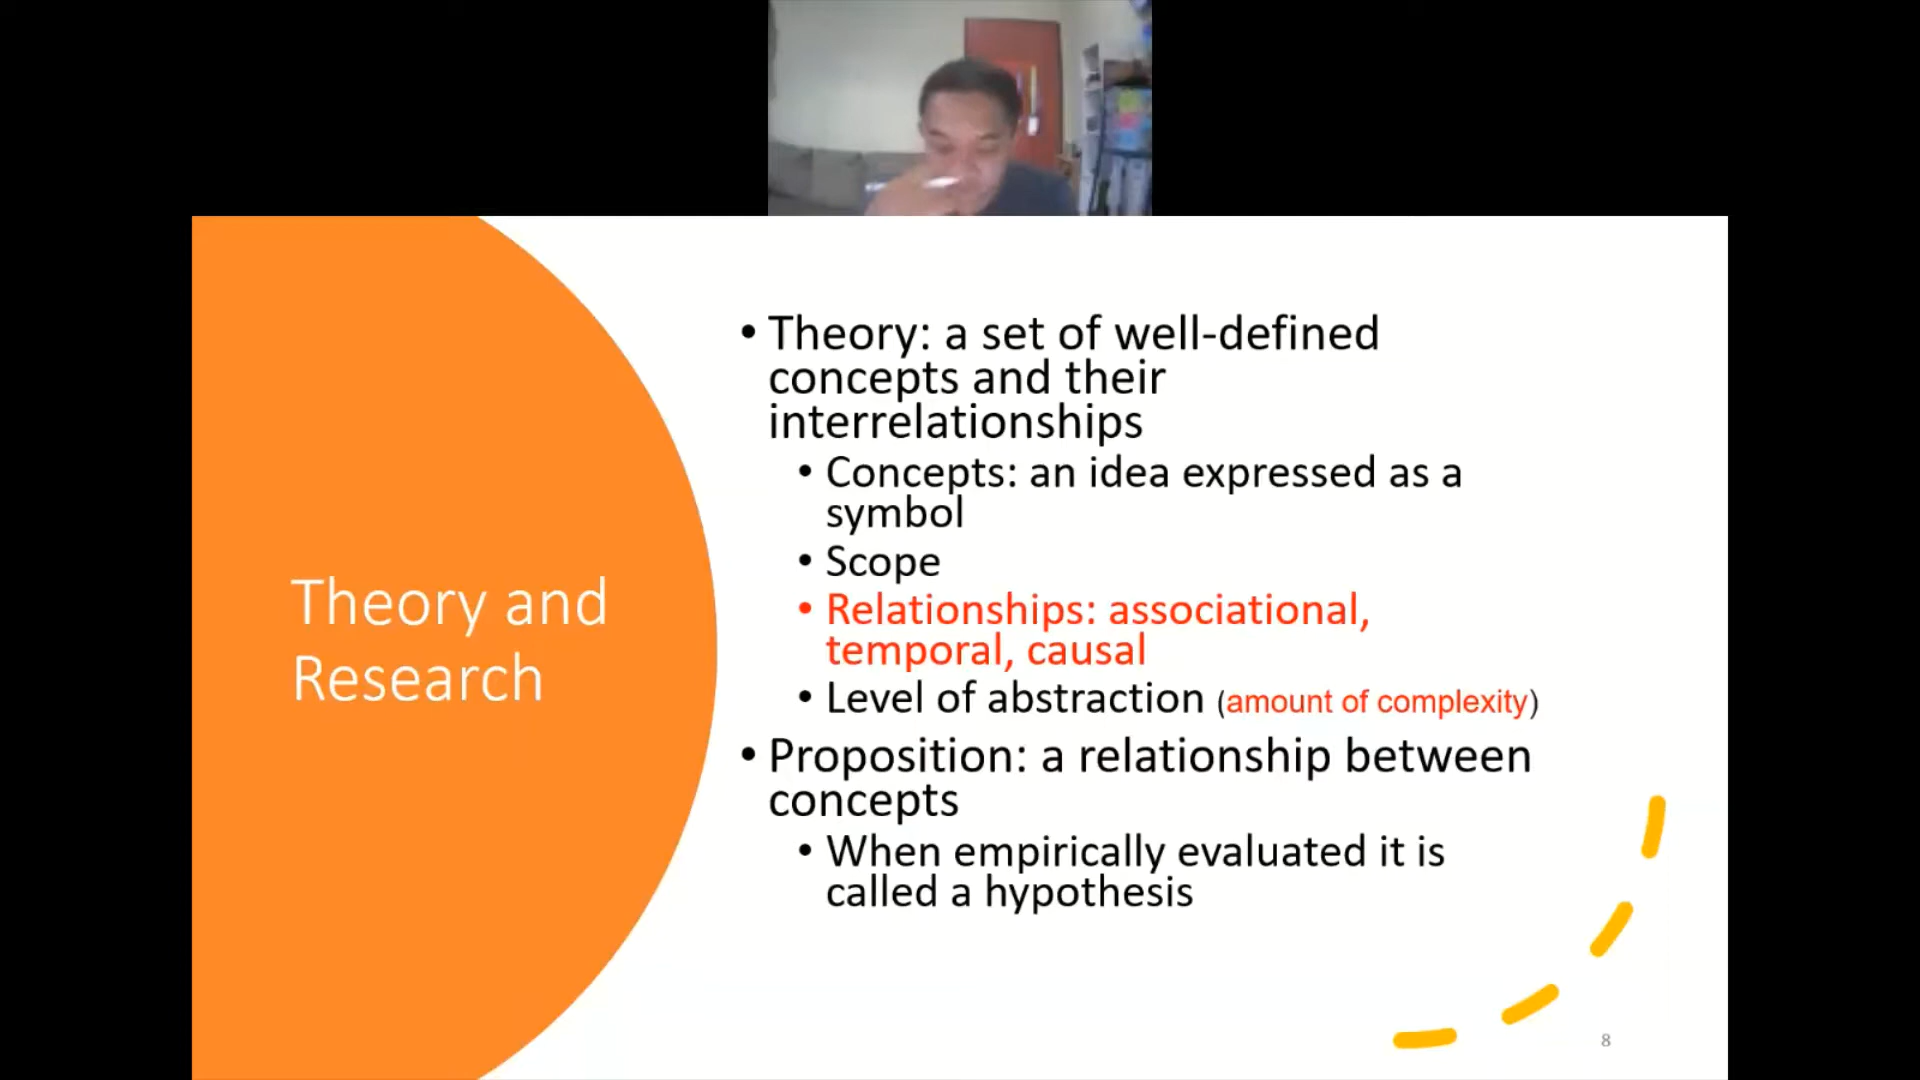 Theory and
Research
• Theory: a set of well-defined
concepts and their
interrelationships
• Concepts: an idea expressed as a
symbol
• Scope
• Relationships: associational,
temporal, causal
• Level of abstraction (amount of complexity)
• Proposition: a relationship between
concepts
• When empirically evaluated it is
called a hypothesis
8